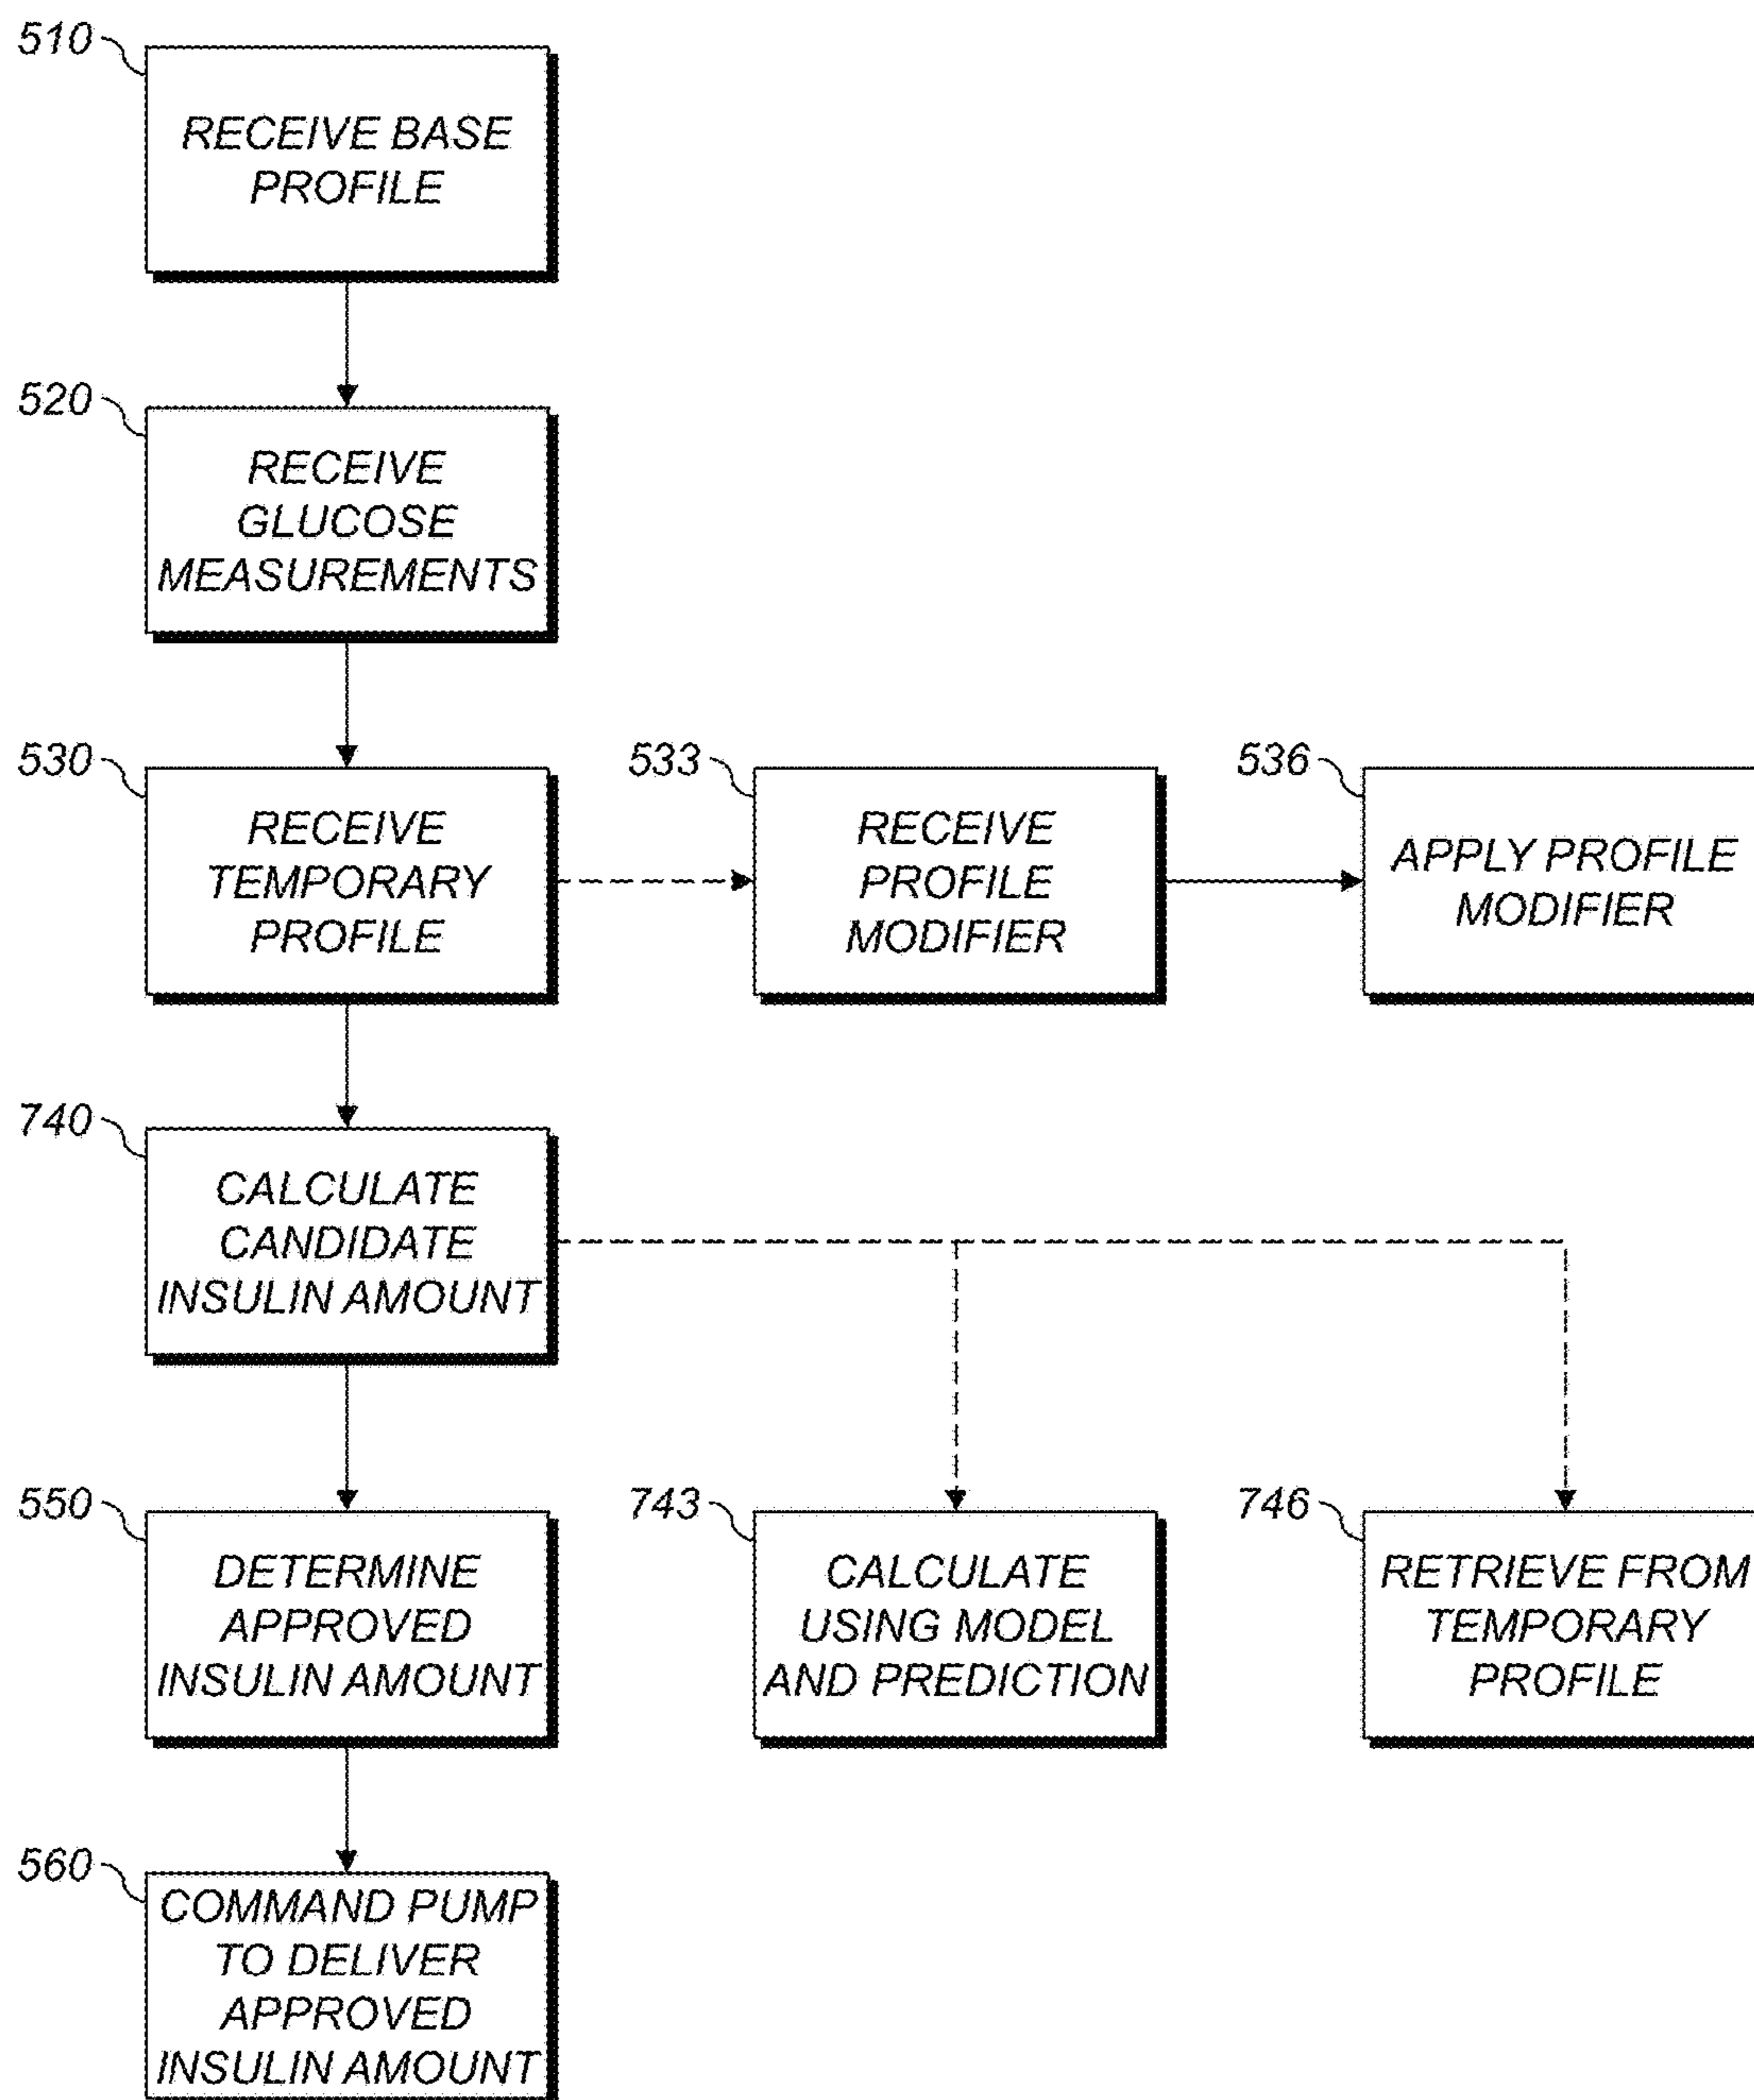 510
RECEIVE BASE
PROFILE
520
RECEIVE
GLUCOSE
MEASUREMENTS
530
RECEIVE
TEMPORARY
PROFILE
533
RECEIVE
PROFILE
MODIFIER
536
APPLY PROFILE
MODIFIER
740
CALCULATE
CANDIDATE
INSULIN AMOUNT
550
DETERMINE
APPROVED
INSULIN AMOUNT
743
CALCULATE
USING MODEL
AND PREDICTION
746
RETRIEVE FROM
TEMPORARY
PROFILE
560
COMMAND PUMP
TO DELIVER
APPROVED
INSULIN AMOUNT